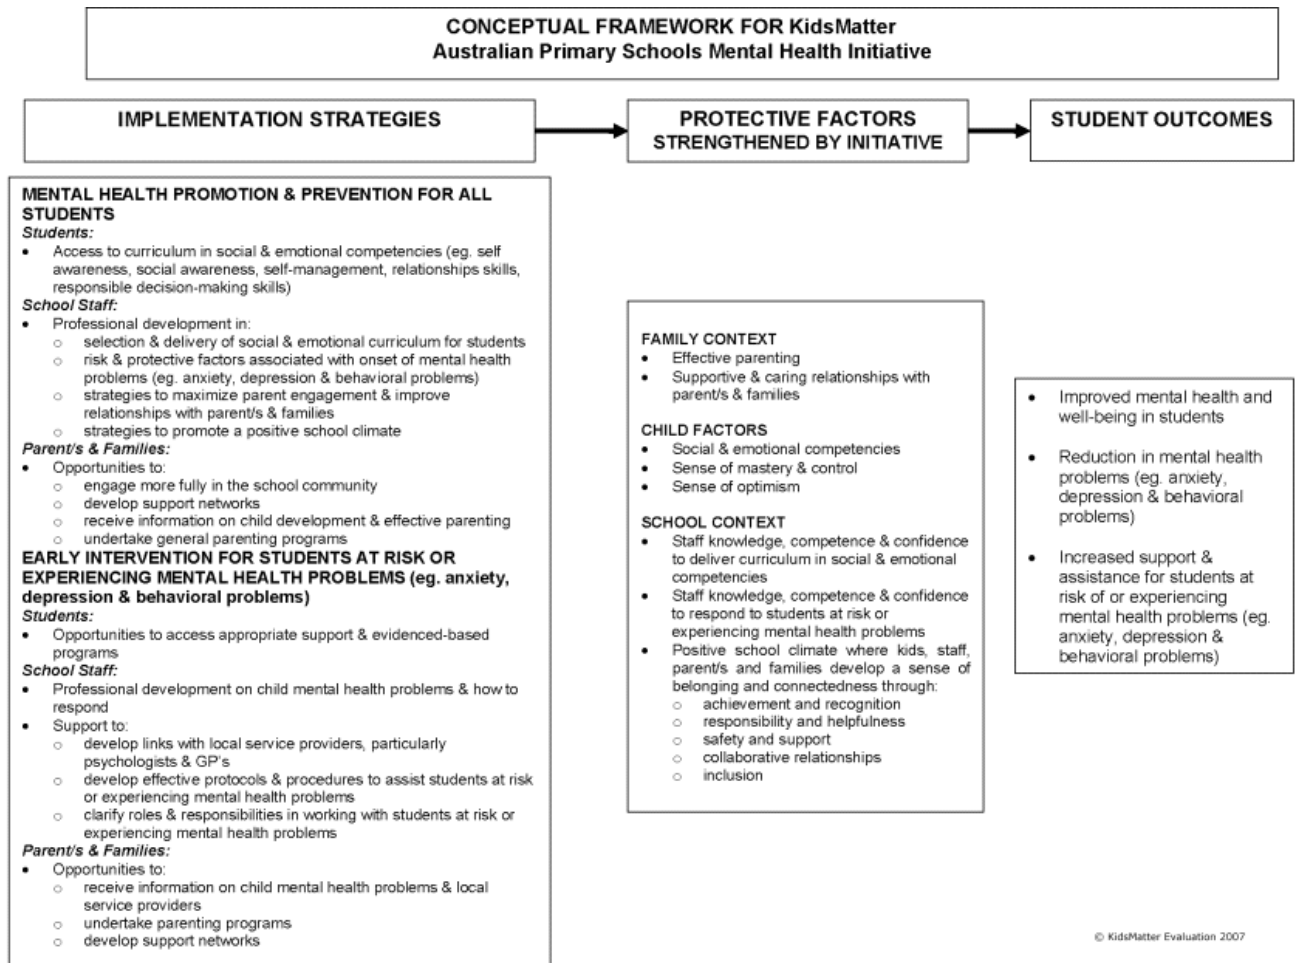 CONCEPTUAL FRAMEWORK FOR KidsMatter
Australian Primary Schools Mental Health Initiative
IMPLEMENTATION STRATEGIES
PROTECTIVE FACTORS
STRENGTHENED BY INITIATIVE
STUDENT OUTCOMES
MENTAL HEALTH PROMOTION & PREVENTION FOR ALL
STUDENTS
Students:
• Access to curriculum in social & emotional competencies (eg. self
awareness, social awareness, self-management, relationships skills,
responsible decision-making skills)
School Staff:
• Professional development in:
○ selection & delivery of social & emotional curriculum for students
○ risk & protective factors associated with onset of mental health
problems (eg. anxiety, depression & behavioral problems)
○ strategies to maximize parent engagement & improve
relationships with parent/s & families
○ strategies to promote a positive school climate
Parent/s & Families:
• Opportunities to:
○ engage more fully in the school community
○ develop support networks
○ receive information on child development & effective parenting
○ undertake general parenting programs
EARLY INTERVENTION FOR STUDENTS AT RISK OR
EXPERIENCING MENTAL HEALTH PROBLEMS (eg. anxiety,
depression & behavioral problems)
Students:
• Opportunities to access appropriate support & evidenced-based
programs
School Staff:
• Professional development on child mental health problems & how to
respond
• Support to:
○ develop links with local service providers, particularly
psychologists & GP's
○ develop effective protocols & procedures to assist students at risk
or experiencing mental health problems
○ clarify roles & responsibilities in working with students at risk or
experiencing mental health problems
Parent/s & Families:
• Opportunities to:
○ receive information on child mental health problems & local
service providers
○ undertake parenting programs
○ develop support networks
FAMILY CONTEXT
• Effective parenting
• Supportive & caring relationships with
parent/s & families
CHILD FACTORS
• Social & emotional competencies
• Sense of mastery & control
• Sense of optimism
SCHOOL CONTEXT
• Staff knowledge, competence & confidence
to deliver curriculum in social & emotional
competencies
• Staff knowledge, competence & confidence
to respond to students at risk or
experiencing mental health problems
• Positive school climate where kids, staff,
parent/s and families develop a sense of
belonging and connectedness through:
○ achievement and recognition
○ responsibility and helpfulness
○ safety and support
○ collaborative relationships
○ inclusion
• Improved mental health and
well-being in students
• Reduction in mental health
problems (eg. anxiety,
depression & behavioral
problems)
• Increased support &
assistance for students at
risk of or experiencing
mental health problems (eg.
anxiety, depression &
behavioral problems)
© KidsMatter Evaluation 2007